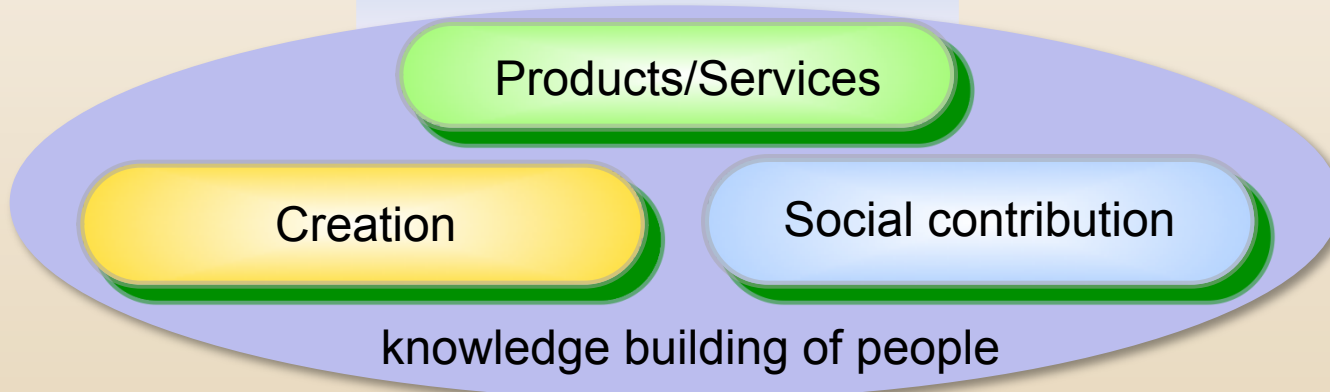 Products/Services
Creation
Social contribution
knowledge building of people